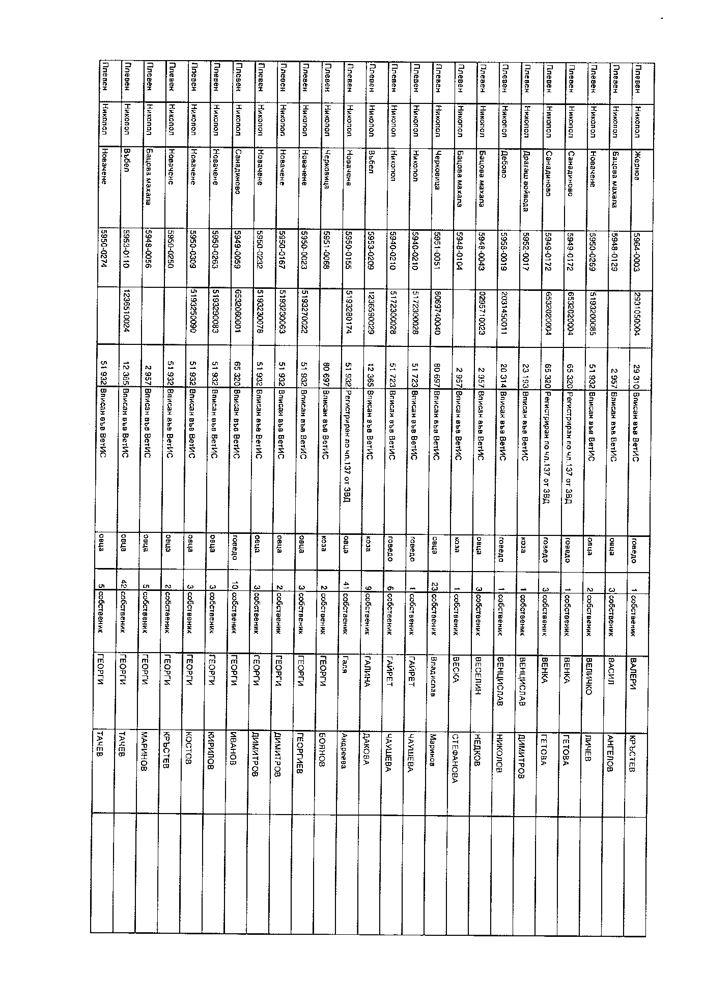 Плевен Никопол Жернов 5964-0003 2931050004 29 310 Вписан във ВетИС говедо 1 собственик ВАЛЕРИ КРЪСТЕВ
Плевен Никопол Бацова махала 5948-0129 2 957 Вписан във ВетИС овца 3 собственик ВАСИЛ АНГЕЛОВ
Плевен Никопол Новачене 5950-0269 5193200085 51 932 Вписан във ВетИС овца 2 собственик ВЕЛИЧКО ЛИЧЕВ
Плевен Никопол Санадиново 5949-0172 6532020004 65 320 Регистриран по чл.137 от ЗВД говедо 1 собственик ВЕНКА ГЕТОВА
Плевен Никопол Санадиново 5949-0172 6532020004 65 320 Регистриран по чл.137 от ЗВД говедо 3 собственик ВЕНКА ГЕТОВА
Плевен Никопол Драгаш войвода 5952-0017 23 193 Вписан във ВетИС коза 1 собственик ВЕНЦИСЛАВ ДИМИТРОВ
Плевен Никопол Дебово 5958-0019 2031450011 20 314 Вписан във ВетИС говедо 1 собственик ВЕНЦИСЛАВ НИКОЛОВ
Плевен Никопол Бацова махала 5948-0043 0295710023 2 957 Вписан във ВетИС овца 3 собственик ВЕСЕЛИН НЕДКОВ
Плевен Никопол Бацова махала 5948-0104 2 957 Вписан във ВетИС коза 1 собственик ВЕСКА СТЕФАНОВА
Плевен Никопол Черковица 5951-0051 8069740040 80 697 Вписан във ВетИС овца 23 собственик Владислав Маринов
Плевен Никопол Никопол 5940-0210 5172300028 51 723 Вписан във ВетИС говедо 1 собственик ГАЙРЕТ ЧАУШЕВА
Плевен Никопол Никопол 5940-0210 5172300028 51 723 Вписан във ВетИС говедо 6 собственик ГАЙРЕТ ЧАУШЕВА
Плевен Никопол Въбел 5953-0209 1236590029 12 365 Вписан във ВетИС коза 9 собственик ГАЛИНА ДАКОВА
Плевен Никопол Новачене 5950-0155 5193280174 51 932 Регистриран по чл.137 от ЗВД овца 41 собственик Галя Андреева
Плевен Никопол Черковица 5951-0068 80 697 Вписан във ВетИС коза 2 собственик ГЕОРГИ БОЯНОВ
Плевен Никопол Новачене 5950-0023 5193270022 51 932 Вписан във ВетИС овца 3 собственик ГЕОРГИ ГЕОРГИЕВ
Плевен Никопол Новачене 5950-0167 5193230063 51 932 Вписан във ВетИС овца 2 собственик ГЕОРГИ ДИМИТРОВ
Плевен Никопол Новачене 5950-0232 5193230078 51 932 Вписан във ВетИС овца 3 собственик ГЕОРГИ ДИМИТРОВ
Плевен Никопол Санадиново 5949-0059 6532060001 65 320 Вписан във ВетИС говедо 10 собственик ГЕОРГИ ИВАНОВ
Плевен Никопол Новачене 5950-0263 5193290083 51 932 Вписан във ВетИС овца 3 собственик ГЕОРГИ КИРИЛОВ
Плевен Никопол Новачене 5950-0309 5193250090 51 932 Вписан във ВетИС овца 3 собственик ГЕОРГИ КОСТОВ
Плевен Никопол Новачене 5950-0250 51 932 Вписан във ВетИС овца 2 собственик ГЕОРГИ КРЪСТЕВ
Плевен Никопол Бацова махала 5948-0056 2 957 Вписан във ВетИС овца 5 собственик ГЕОРГИ МАРИНОВ
Плевен Никопол Въбел 5953-0110 1236510024 12 365 Вписан във ВетИС овца 42 собственик ГЕОРГИ ТАЧЕВ
Плевен Никопол Новачене 5950-0274 51 932 Вписан във ВетИС овца 5 собственик ГЕОРГИ ТАЧЕВ